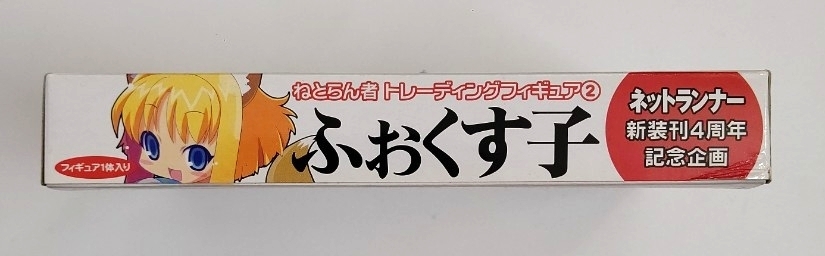 ねとらん者 トレーディングフィギュア②
ふぉくす子
フィギュア1体入り
ネットランナー
新装刊4周年
記念企画